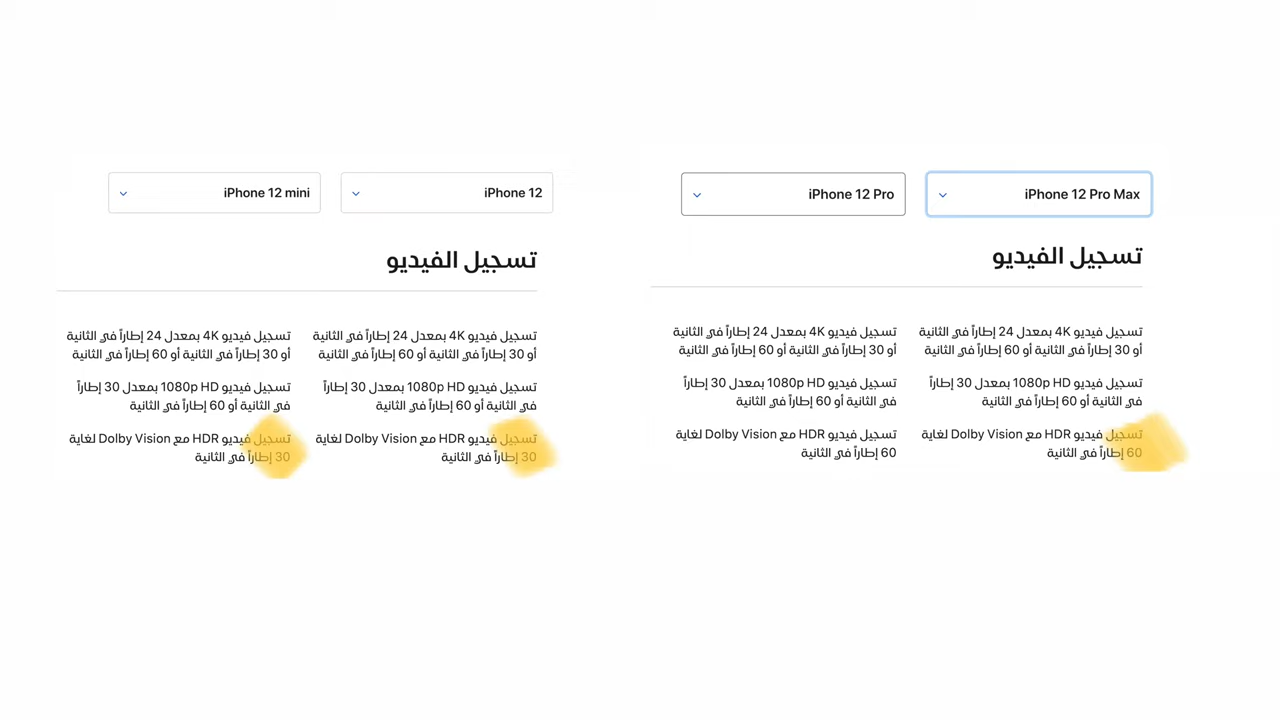 iPhone 12 Pro Max
iPhone 12 Pro
تسجيل الفيديو
تسجيل فيديو 4K بمعدل 24 إطاراً في الثانية
أو 30 إطاراً في الثانية أو 60 إطاراً في الثانية
تسجيل فيديو 1080p HD بمعدل 30 إطاراً
في الثانية أو 60 إطاراً في الثانية
تسجيل فيديو HDR مع Dolby Vision لغاية
60 إطاراً في الثانية
تسجيل فيديو 4K بمعدل 24 إطاراً في الثانية
أو 30 إطاراً في الثانية أو 60 إطاراً في الثانية
تسجيل فيديو 1080p HD بمعدل 30 إطاراً
في الثانية أو 60 إطاراً في الثانية
تسجيل فيديو HDR مع Dolby Vision لغاية
60 إطاراً في الثانية
iPhone 12
iPhone 12 mini
تسجيل الفيديو
تسجيل فيديو 4K بمعدل 24 إطاراً في الثانية
أو 30 إطاراً في الثانية أو 60 إطاراً في الثانية
تسجيل فيديو 1080p HD بمعدل 30 إطاراً
في الثانية أو 60 إطاراً في الثانية
تسجيل فيديو HDR مع Dolby Vision لغاية
30 إطاراً في الثانية
تسجيل فيديو 4K بمعدل 24 إطاراً في الثانية
أو 30 إطاراً في الثانية أو 60 إطاراً في الثانية
تسجيل فيديو 1080p HD بمعدل 30 إطاراً
في الثانية أو 60 إطاراً في الثانية
تسجيل فيديو HDR مع Dolby Vision لغاية
30 إطاراً في الثانية